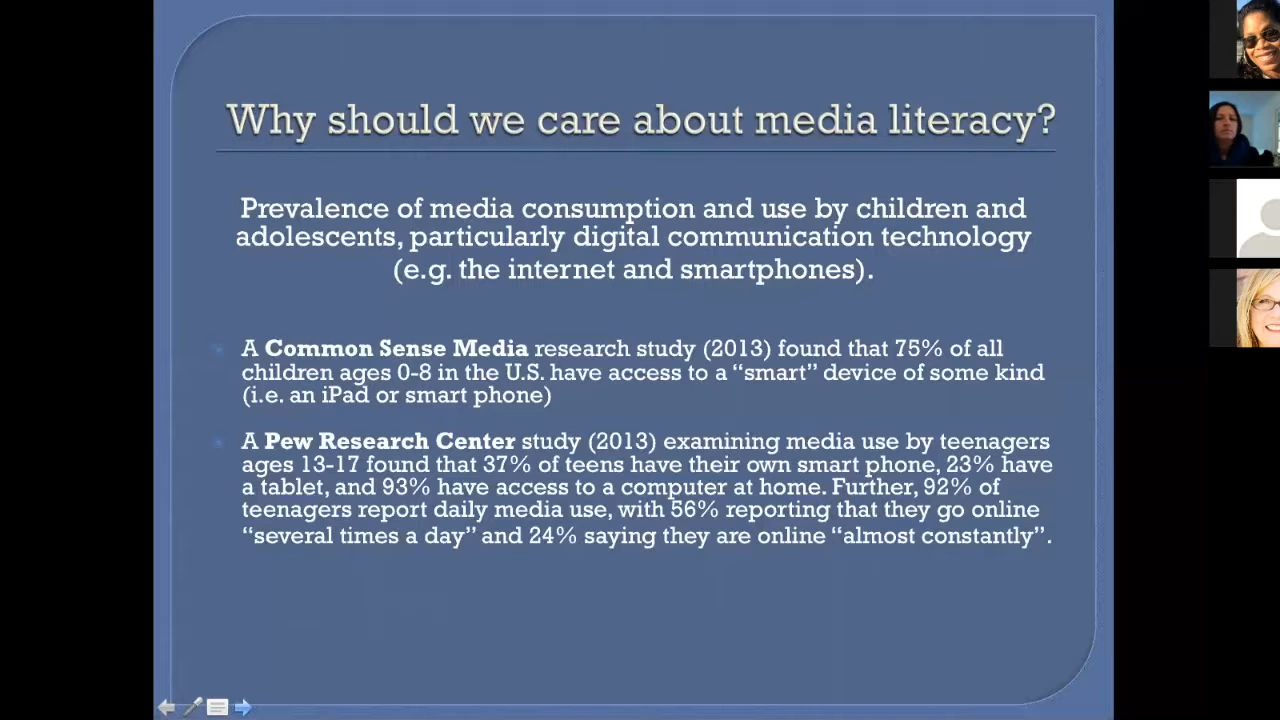 Why should we care about media literacy?
Prevalence of media consumption and use by children and
adolescents, particularly digital communication technology
(e.g. the internet and smartphones).
A Common Sense Media research study (2013) found that 75% of all
children ages 0-8 in the U.S. have access to a “smart” device of some kind
(i.e. an iPad or smart phone)
A Pew Research Center study (2013) examining media use by teenagers
ages 13-17 found that 37% of teens have their own smart phone, 23% have
a tablet, and 93% have access to a computer at home. Further, 92% of
teenagers report daily media use, with 56% reporting that they go online
“several times a day” and 24% saying they are online “almost constantly”.